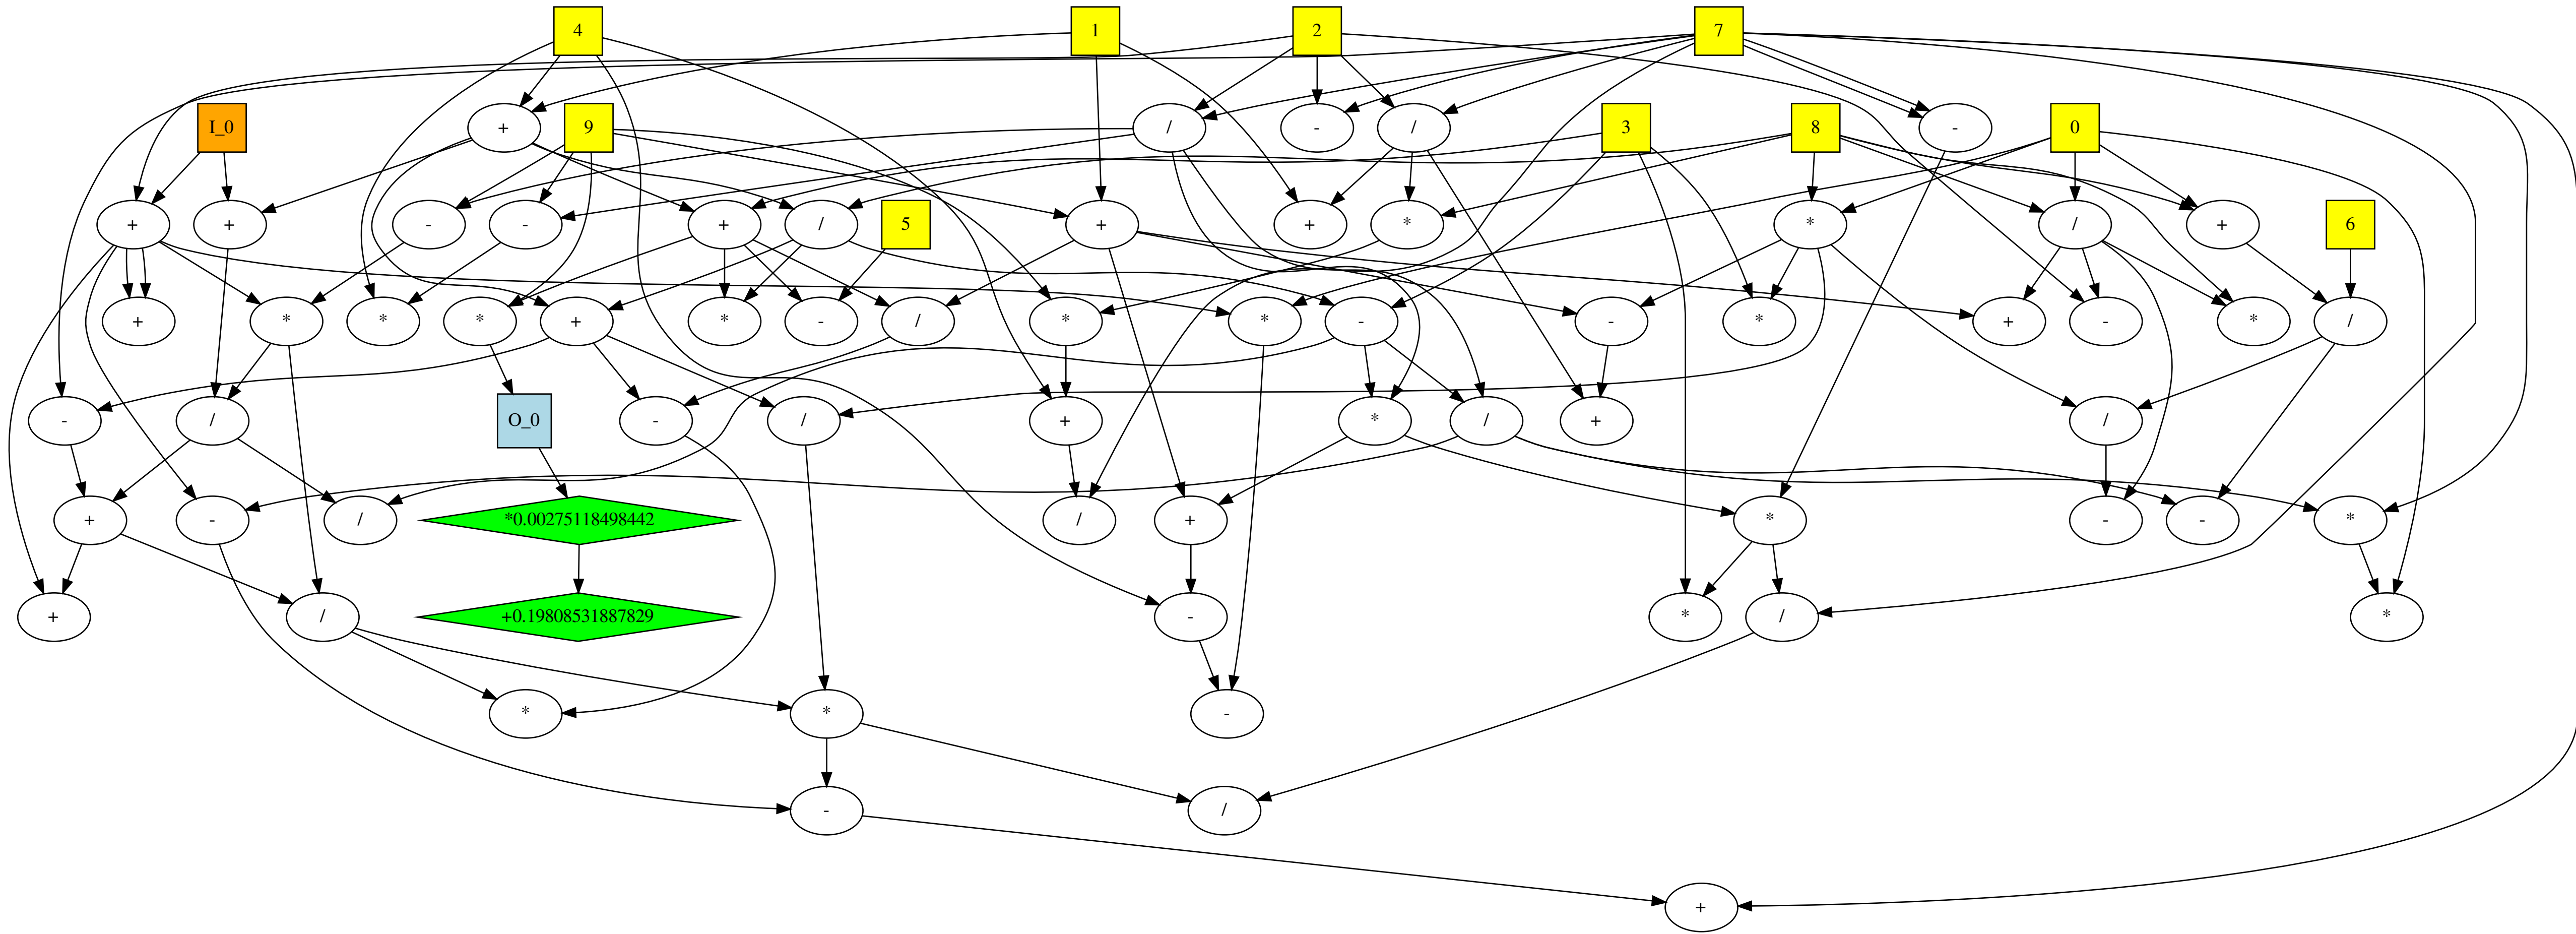 4 1 2 7
I_0 + 9 / - / 3 8 - 0
+ + - - + / 5 + + * * / + 6
+ * * * + * - / * * - - * + - * /
- / O_0 - / + * / + /
+ - / *0.00275118498442 / + * - - *
+ / +0.19808531887829 - * / *
* * -
- /
+